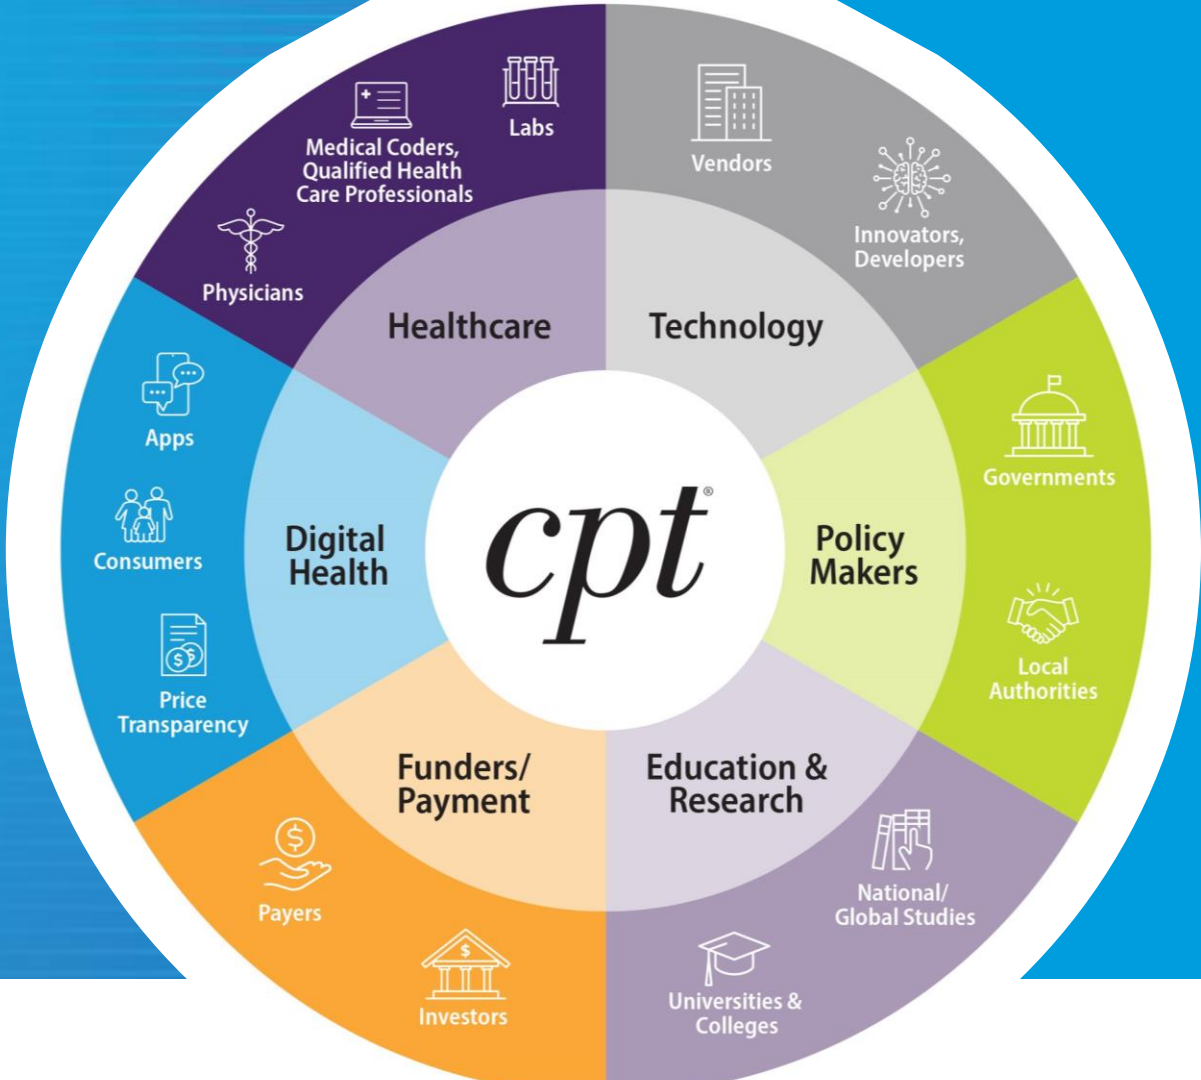 Labs
Medical Coders,
Qualified Health
Care Professionals
Physicians
Healthcare
Vendors
Innovators,
Developers
Technology
Governments
Local
Authorities
Policy
Makers
National/
Global Studies
Universities &
Colleges
Education &
Research
Funders/
Payment
Payers
Investors
Digital
Health
Apps
Consumers
Price
Transparency
cpt®